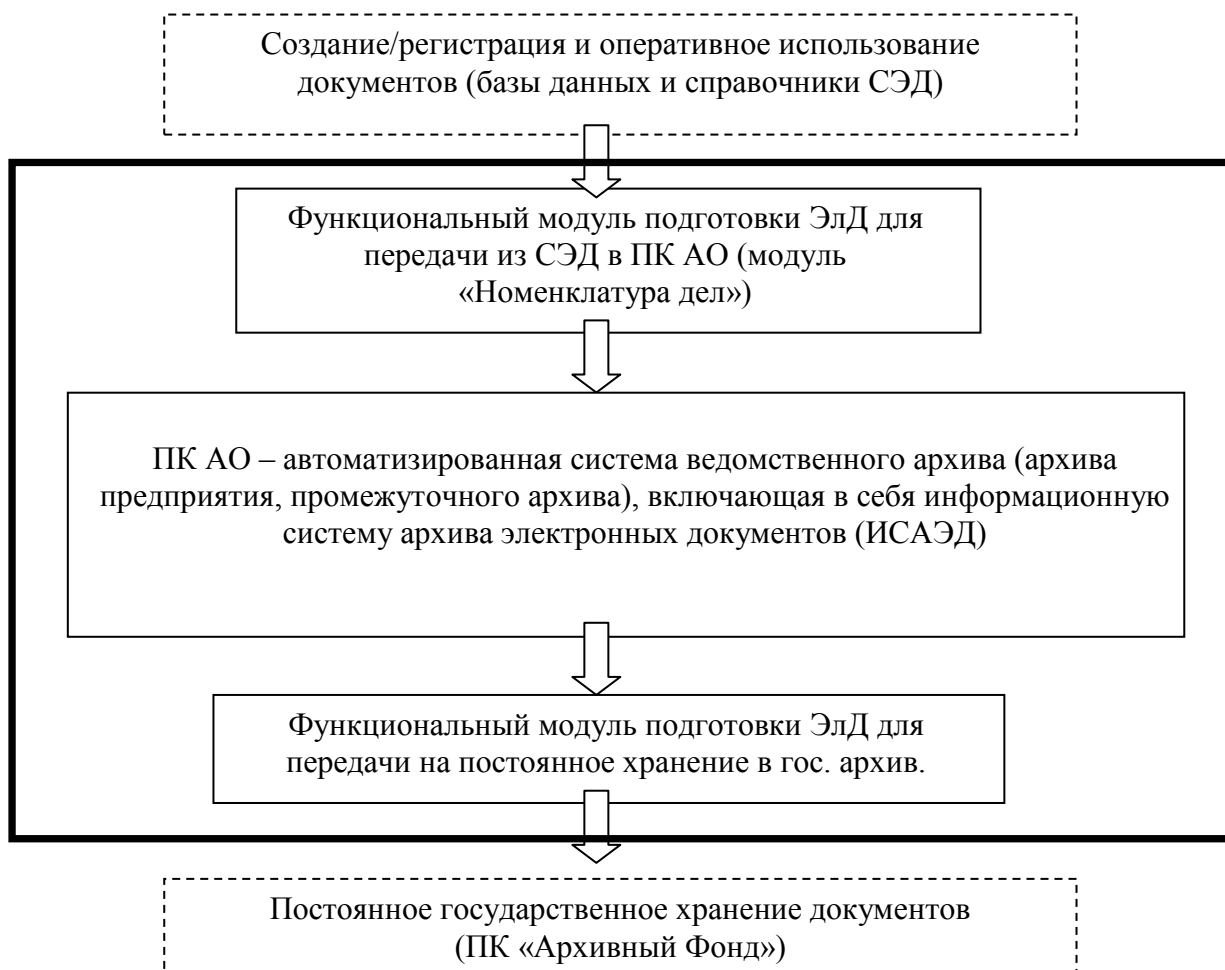 Создание/регистрация и оперативное использование
документов (базы данных и справочники СЭД)
Функциональный модуль подготовки ЭлД для
передачи из СЭД в ПК АО (модуль
«Номенклатура дел»)
ПК АО – автоматизированная система ведомственного архива (архива
предприятия, промежуточного архива), включающая в себя информационную
систему архива электронных документов (ИСАЭД)
Функциональный модуль подготовки ЭлД для
передачи на постоянное хранение в гос. архив.
Постоянное государственное хранение документов
(ПК «Архивный Фонд»)